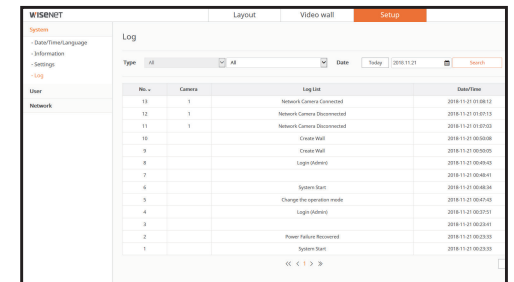 WISENET Layout Video wall Setup
System
- Date/Time/Language
- Information
- Settings
- Log
User
Network
Log
Type All All Date Today 2018.11.21 Search
No. Camera Log List Date/Time
13 1 Network Camera Connected 2018-11-21 01:08:12
12 1 Network Camera Disconnected 2018-11-21 01:07:13
11 1 Network Camera Disconnected 2018-11-21 01:07:03
10 Create Wall 2018-11-21 00:50:08
9 Create Wall 2018-11-21 00:50:05
8 Login (Admin) 2018-11-21 00:49:43
7 2018-11-21 00:48:41
6 System Start 2018-11-21 00:48:34
5 Change the operation mode 2018-11-21 00:47:43
4 Login (Admin) 2018-11-21 00:37:51
3 2018-11-21 00:23:41
2 Power Failure Recovered 2018-11-21 00:23:33
1 System Start 2018-11-21 00:23:33
<< < 1 > >>